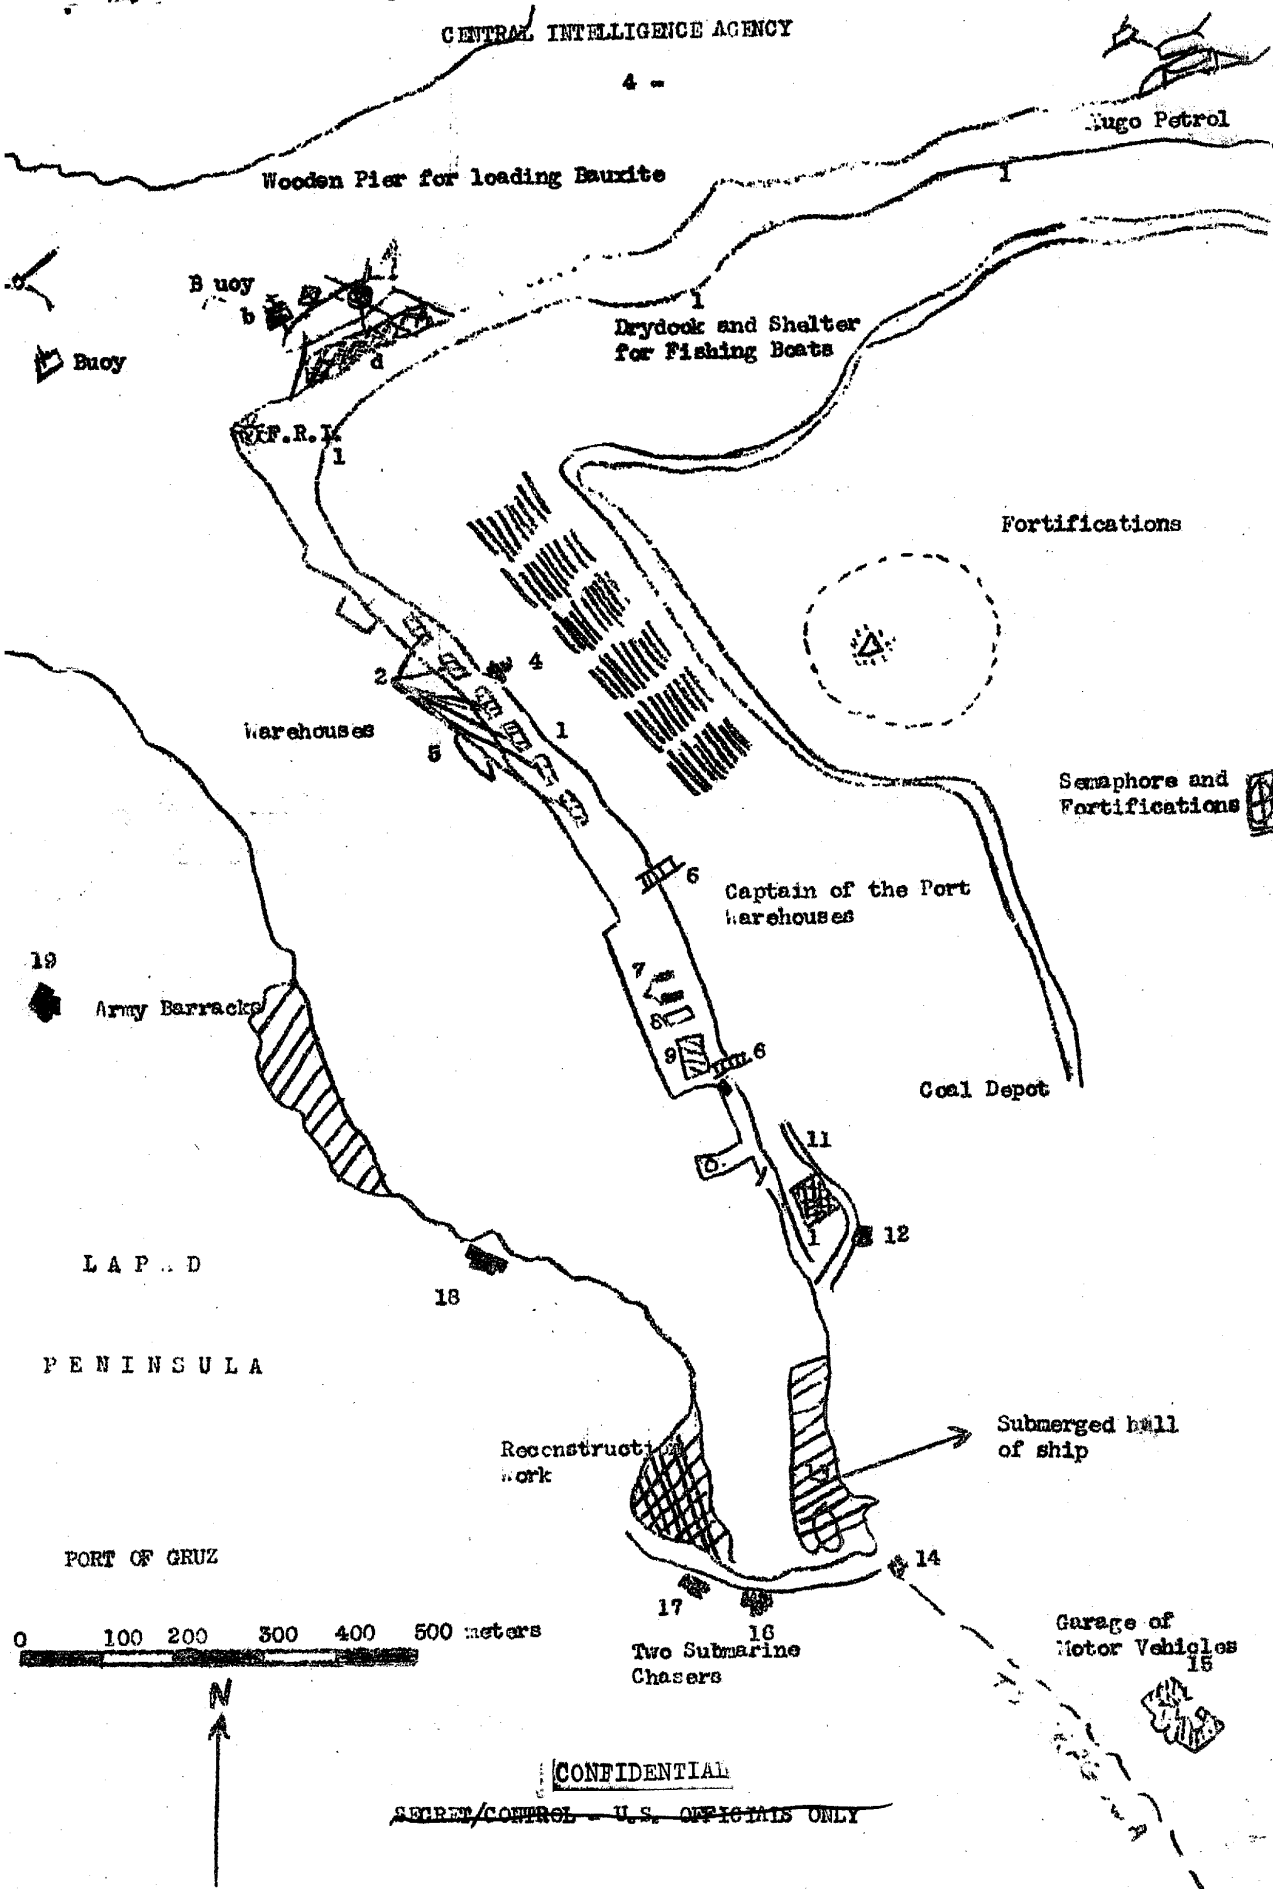 CENTRAL INTELLIGENCE AGENCY
4 -
Yugo Petrol
Wooden Pier for loading Bauxite
1
B uoy
b
1
Drydock and Shelter
for Fishing Boats
Buoy
d
F.R.I.
1
Fortifications
4
2
Warehouses
1
5
Semaphore and
Fortifications
6
Captain of the Port
Warehouses
19
7
Army Barracks
8
9
6
Coal Depot
11
1
12
LAP D
18
PENINSULA
Submerged hull
of ship
Reconstruction
Work
PORT OF GRUZ
14
17
0 100 200 300 400 500 meters
16
Two Submarine
Chasers
Garage of
Motor Vehicles
15
N
CONFIDENTIAL
SECRET/CONTROL - U.S. OFFICIALS ONLY